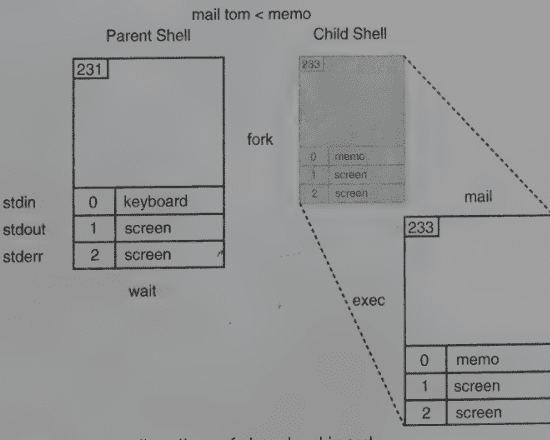 mail tom < memo
Parent Shell
Child Shell
231
233
fork
0 memo
1 screen
2 screen
stdin 0 keyboard
stdout 1 screen
stderr 2 screen
wait
mail
233
exec
0 memo
1 screen
2 screen